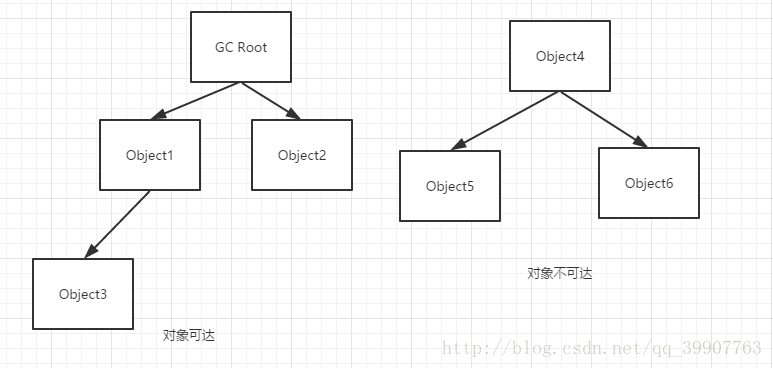 GC Root
Object1
Object2
Object3
对象可达
Object4
Object5
Object6
对象不可达
http://blog.csdn.net/qq_39907763